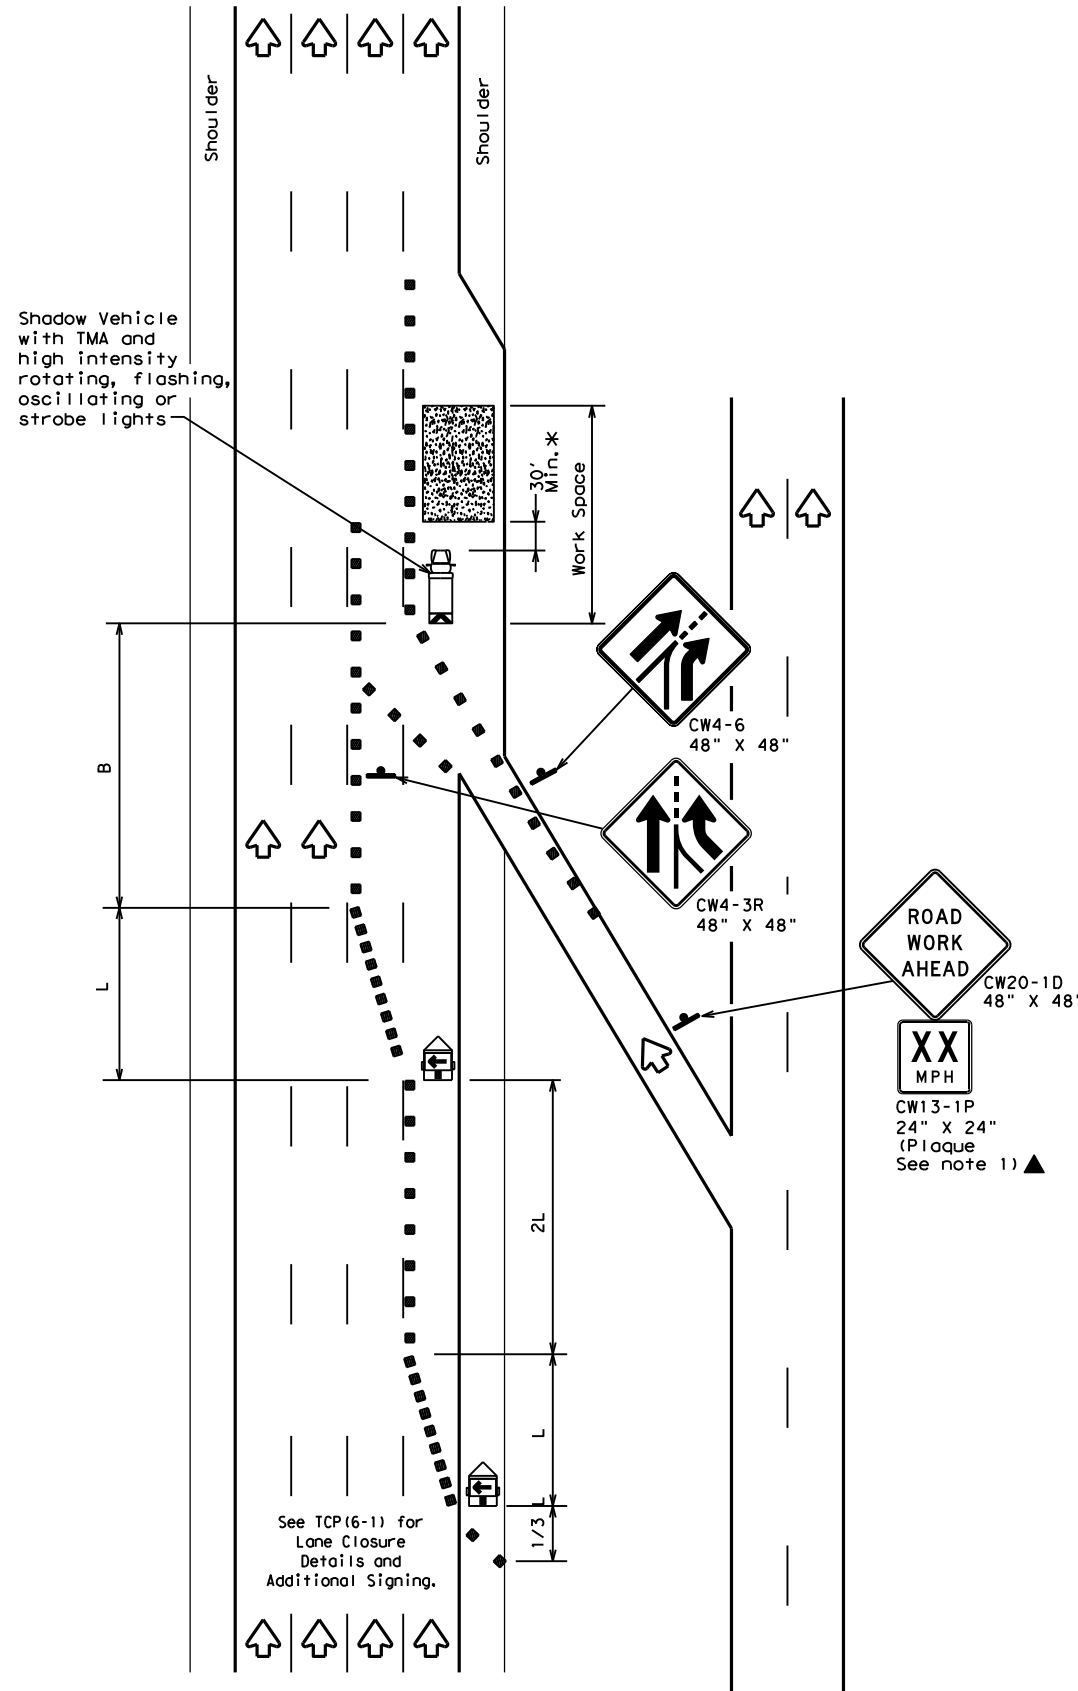 Shoulder
Shoulder
Shadow Vehicle
with TMA and
high intensity
rotating, flashing,
oscillating or
strobe lights
30'
Min.*
Work Space
CW4-6
48" X 48"
B
CW4-3R
48" X 48"
ROAD
WORK
AHEAD
CW20-1D
48" X 48"
L
XX
MPH
CW13-1P
24" X 24"
(Plaque
See note 1)▲
2L
L
1/3 L
See TCP(6-1) for
Lane Closure
Details and
Additional Signing.